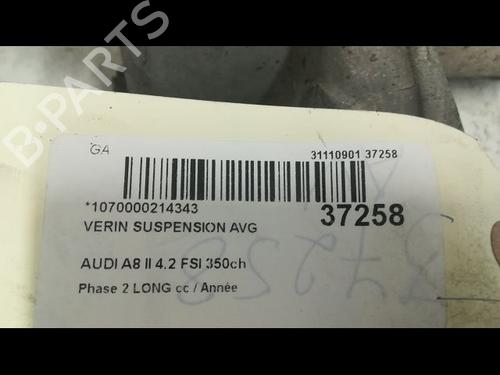 B-PARTS
GA
31110901 37258
*1070000214343
37258
VERIN SUSPENSION AVG
AUDI A8 II 4.2 FSI 350ch
Phase 2 LONG cc / Année
37258